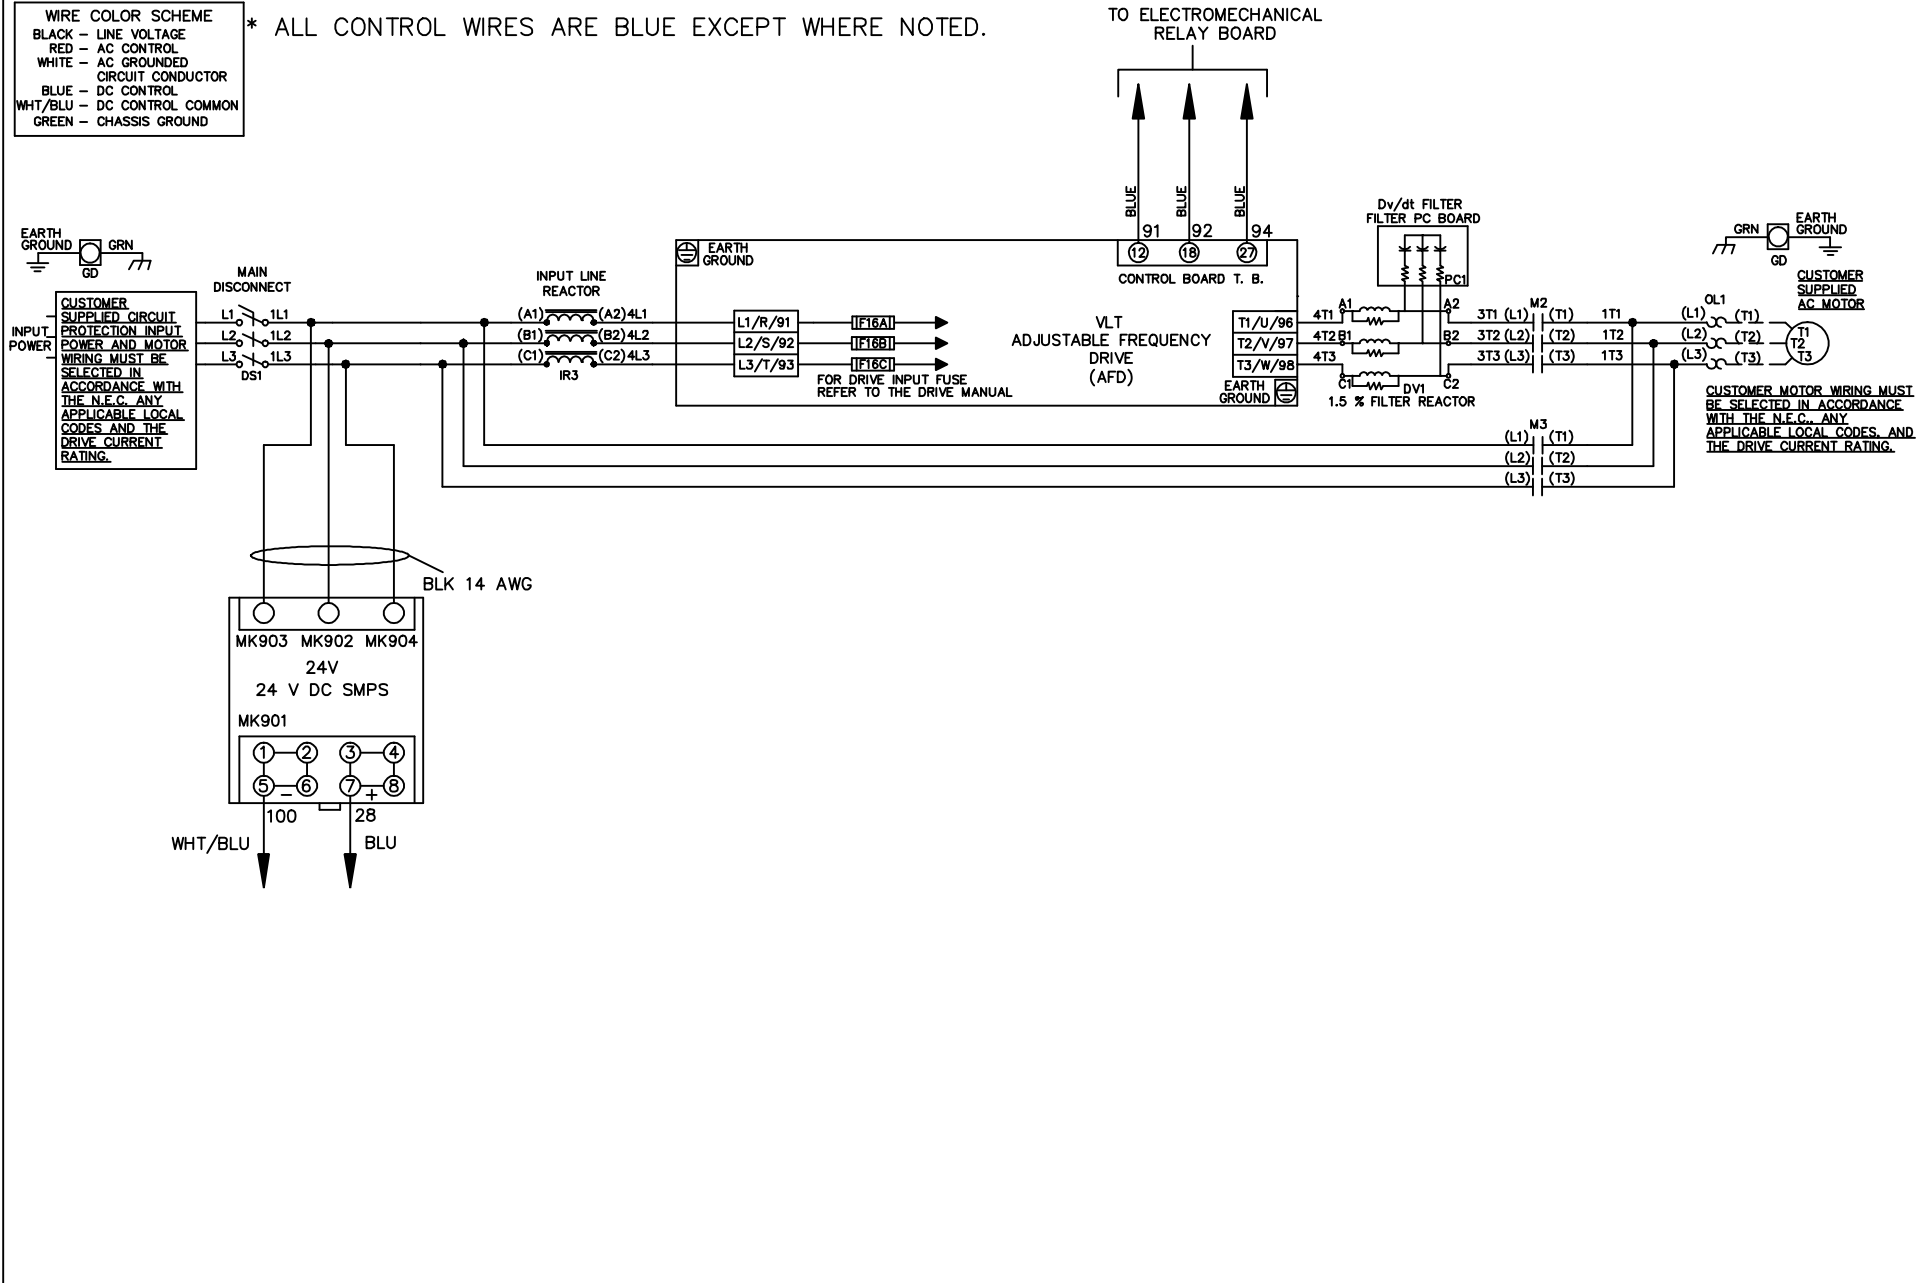 WIRE COLOR SCHEME
BLACK – LINE VOLTAGE
RED – AC CONTROL
WHITE – AC GROUNDED
CIRCUIT CONDUCTOR
BLUE – DC CONTROL
WHT/BLU – DC CONTROL COMMON
GREEN – CHASSIS GROUND
* ALL CONTROL WIRES ARE BLUE EXCEPT WHERE NOTED.
TO ELECTROMECHANICAL
RELAY BOARD
BLUE
BLUE
BLUE
91
92
94
12
18
27
CONTROL BOARD T. B.
EARTH
GROUND
GRN
GD
INPUT
POWER
CUSTOMER
SUPPLIED CIRCUIT
PROTECTION INPUT
POWER AND MOTOR
WIRING MUST BE
SELECTED IN
ACCORDANCE WITH
THE N.E.C. ANY
APPLICABLE LOCAL
CODES AND THE
DRIVE CURRENT
RATING.
MAIN
DISCONNECT
L1 1L1
L2 1L2
L3 1L3
DS1
INPUT LINE
REACTOR
(A1) (A2) 4L1
(B1) (B2) 4L2
(C1) (C2) 4L3
IR3
EARTH
GROUND
L1/R/91
L2/S/92
L3/T/93
F16A
F16B
F16C
FOR DRIVE INPUT FUSE
REFER TO THE DRIVE MANUAL
VLT
ADJUSTABLE FREQUENCY
DRIVE
(AFD)
T1/U/96
T2/V/97
T3/W/98
EARTH
GROUND
Dv/dt FILTER
FILTER PC BOARD
PC1
4T1 A1 A2
4T2 B1 B2
4T3 C1 C2
DV1
1.5 % FILTER REACTOR
M2
3T1 (L1) (T1) 1T1
3T2 (L2) (T2) 1T2
3T3 (L3) (T3) 1T3
M3
(L1) (T1)
(L2) (T2)
(L3) (T3)
OL1
(L1) (T1)
(L2) (T2)
(L3) (T3)
GRN
EARTH
GROUND
GD
CUSTOMER
SUPPLIED
AC MOTOR
T1
T2
T3
CUSTOMER MOTOR WIRING MUST
BE SELECTED IN ACCORDANCE
WITH THE N.E.C., ANY
APPLICABLE LOCAL CODES, AND
THE DRIVE CURRENT RATING.
BLK 14 AWG
MK903 MK902 MK904
24V
24 V DC SMPS
MK901
1 2 3 4
5 – 6 7 + 8
100 28
WHT/BLU BLU